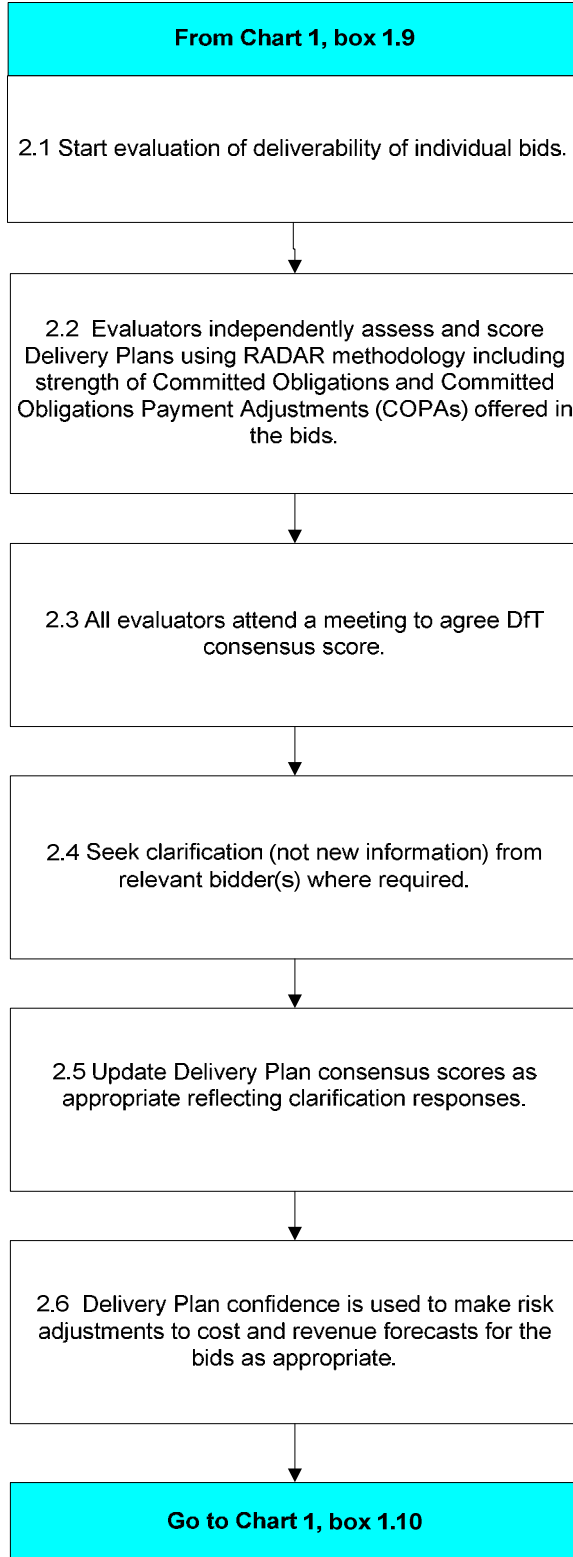 From Chart 1, box 1.9
2.1 Start evaluation of deliverability of individual bids.
2.2 Evaluators independently assess and score
Delivery Plans using RADAR methodology including
strength of Committed Obligations and Committed
Obligations Payment Adjustments (COPAs) offered in
the bids.
2.3 All evaluators attend a meeting to agree DfT
consensus score.
2.4 Seek clarification (not new information) from
relevant bidder(s) where required.
2.5 Update Delivery Plan consensus scores as
appropriate reflecting clarification responses.
2.6 Delivery Plan confidence is used to make risk
adjustments to cost and revenue forecasts for the
bids as appropriate.
Go to Chart 1, box 1.10